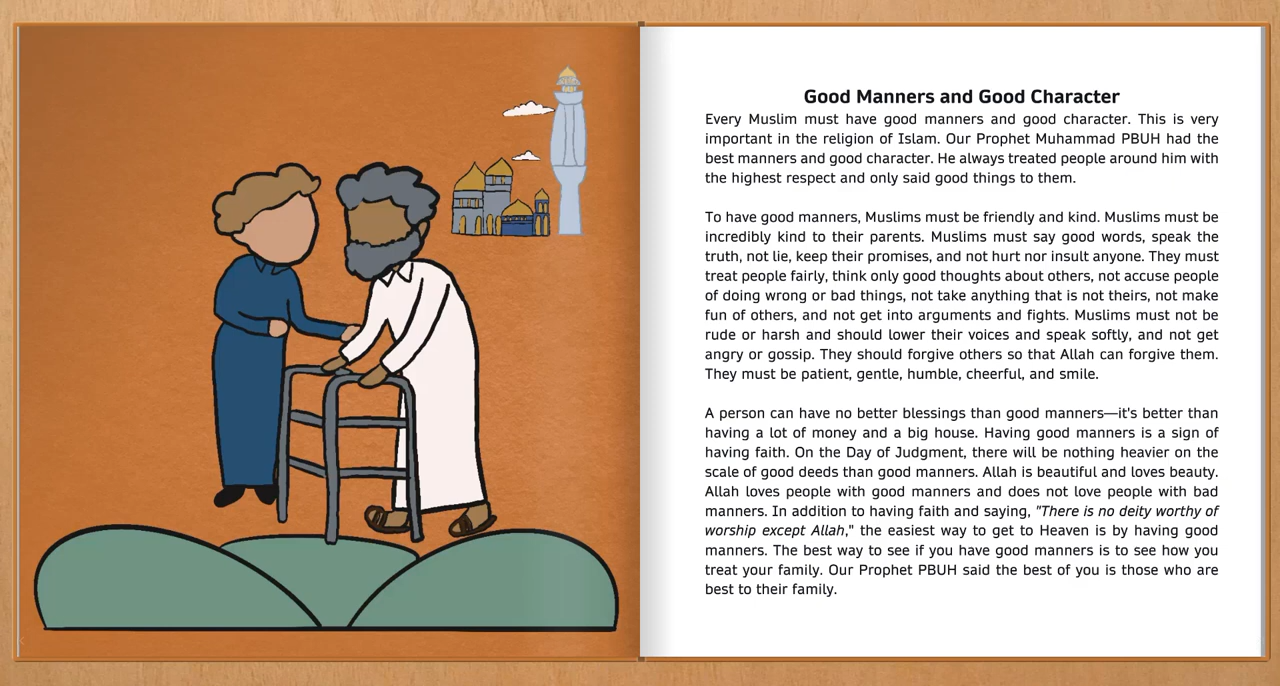 Good Manners and Good Character
Every Muslim must have good manners and good character. This is very
important in the religion of Islam. Our Prophet Muhammad PBUH had the
best manners and good character. He always treated people around him with
the highest respect and only said good things to them.
To have good manners, Muslims must be friendly and kind. Muslims must be
incredibly kind to their parents. Muslims must say good words, speak the
truth, not lie, keep their promises, and not hurt nor insult anyone. They must
treat people fairly, think only good thoughts about others, not accuse people
of doing wrong or bad things, not take anything that is not theirs, not make
fun of others, and not get into arguments and fights. Muslims must not be
rude or harsh and should lower their voices and speak softly, and not get
angry or gossip. They should forgive others so that Allah can forgive them.
They must be patient, gentle, humble, cheerful, and smile.
A person can have no better blessings than good manners—it's better than
having a lot of money and a big house. Having good manners is a sign of
having faith. On the Day of Judgment, there will be nothing heavier on the
scale of good deeds than good manners. Allah is beautiful and loves beauty.
Allah loves people with good manners and does not love people with bad
manners. In addition to having faith and saying, "There is no deity worthy of
worship except Allah," the easiest way to get to Heaven is by having good
manners. The best way to see if you have good manners is to see how you
treat your family. Our Prophet PBUH said the best of you is those who are
best to their family.